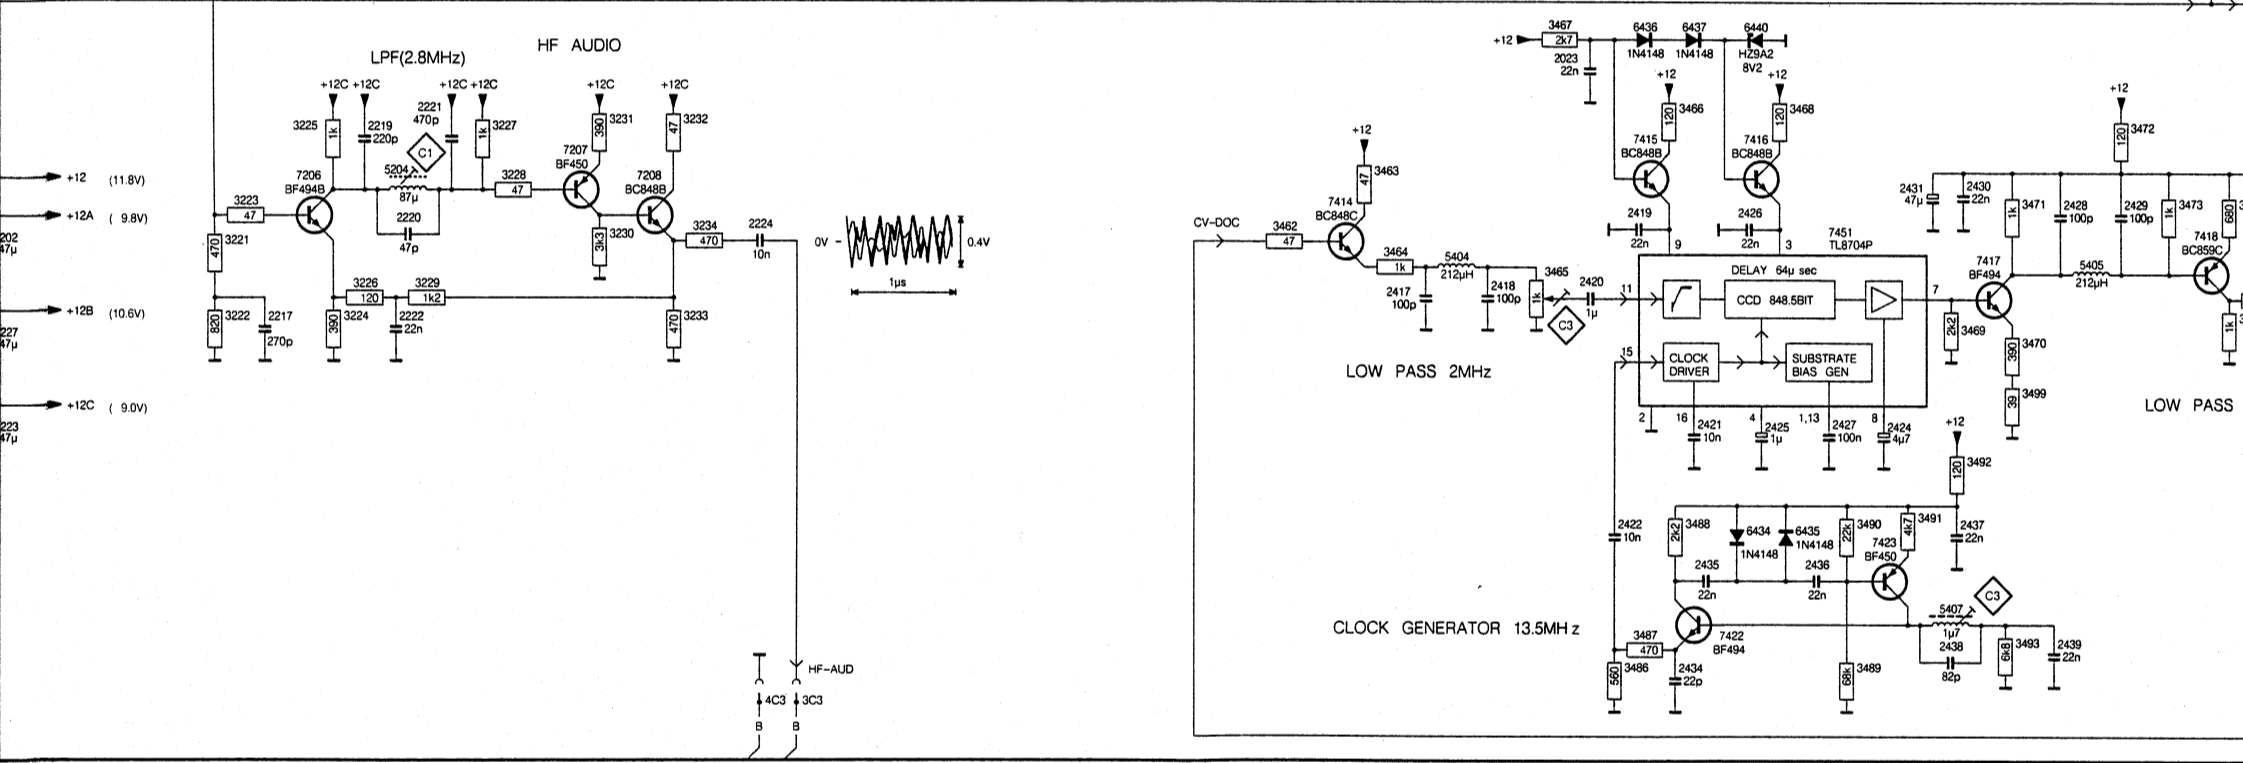 HF AUDIO
LPF(2.8MHz)
+12C +12C
2221
470p
+12C
+12C
+12C
+12C
3225
1k
2219
220p
C1
1k
3227
390
3231
47
3232
7207
BF450
5204
87µ
3228
47
7206
BF494B
7208
BC848B
+12 (11.8V)
+12A ( 9.8V)
202
47µ
+12B (10.6V)
227
47µ
+12C ( 9.0V)
223
47µ
3223
47
470
3221
2220
47p
3k3
3230
3234
470
2224
10n
0V -
0.4V
1µs
3226
120
3229
1k2
820
3222
2217
270p
390
3224
2222
22n
470
3233
HF-AUD
4C3
3C3
B
B
CV-DOC
3462
47
+12
47
3463
7414
BC848C
3464
1k
5404
212µH
2417
100p
2418
100p
3465
1k
C3
2420
1µ
LOW PASS 2MHz
+12
3467
2k7
2023
22n
6436
1N4148
6437
1N4148
6440
HZ9A2
8V2
+12
120
3466
+12
120
3468
7415
BC848B
7416
BC848B
2419
22n
9
2426
22n
3
7451
TL8704P
DELAY 64µ sec
11
CCD 848.5BIT
7
15
CLOCK
DRIVER
SUBSTRATE
BIAS GEN
2
16
4
1,13
8
2421
10n
2425
1µ
2427
100n
2424
4µ7
+12
120
3472
2431
47µ
2430
22n
1k
3471
2428
100p
2429
100p
1k
3473
680
7418
BC859C
7417
BF494
5405
212µH
2k2
3469
390
3470
39
3499
1k
LOW PASS
+12
120
3492
2422
10n
2k2
3488
6434
1N4148
6435
1N4148
22k
3490
4k7
3491
2437
22n
7423
BF450
2435
22n
2436
22n
C3
CLOCK GENERATOR 13.5MHz
3487
470
560
3486
7422
BF494
2434
22p
68k
3489
5407
1µ7
2438
82p
6k8
3493
2439
22n